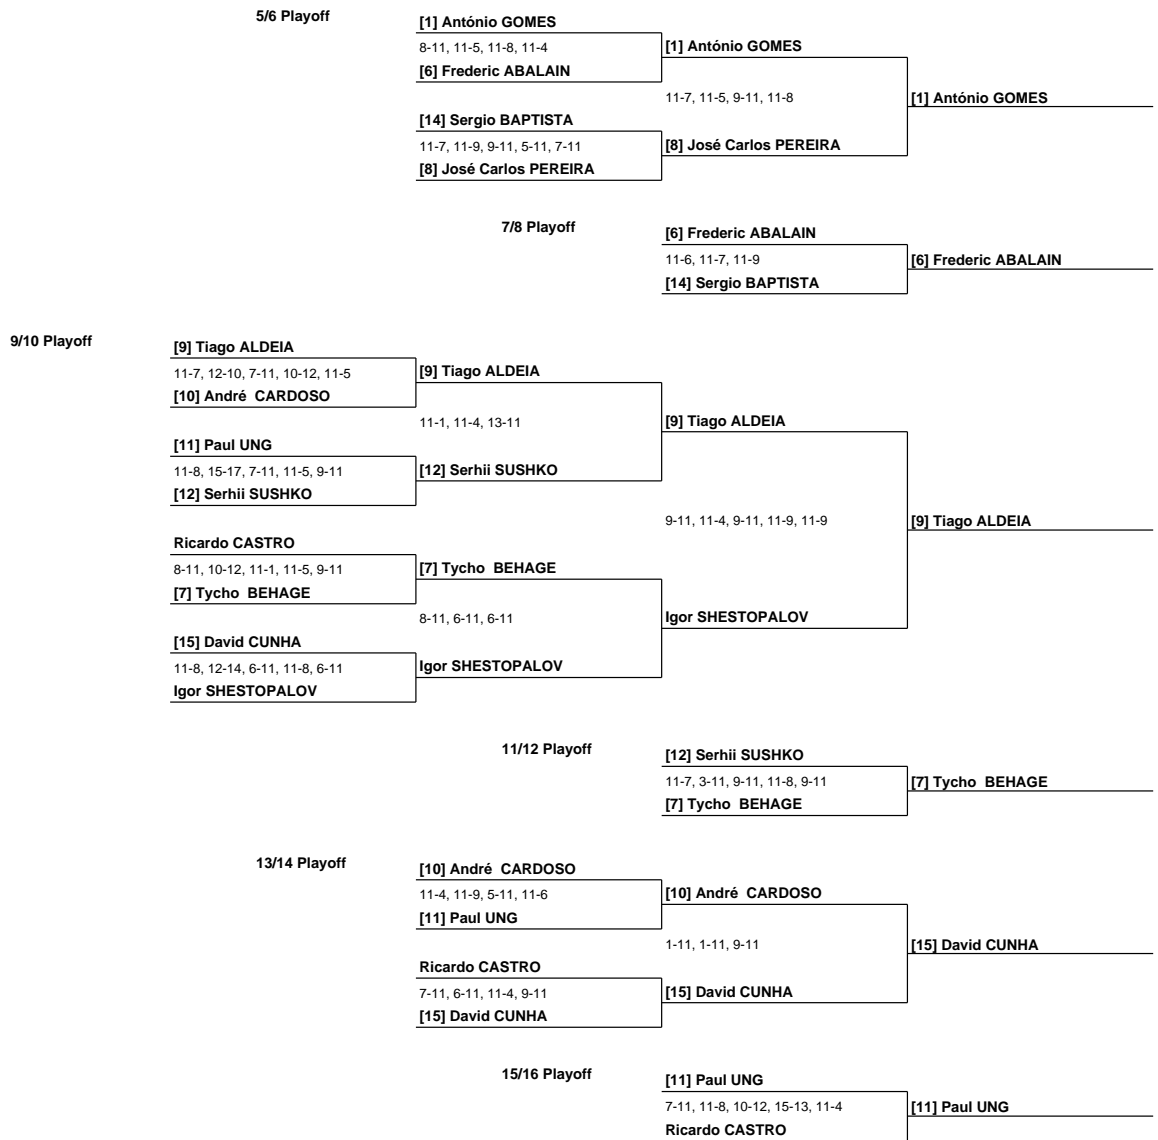 5/6 Playoff
[1] António GOMES
8-11, 11-5, 11-8, 11-4
[1] António GOMES
[6] Frederic ABALAIN
11-7, 11-5, 9-11, 11-8
[1] António GOMES
[14] Sergio BAPTISTA
11-7, 11-9, 9-11, 5-11, 7-11
[8] José Carlos PEREIRA
[8] José Carlos PEREIRA
7/8 Playoff
[6] Frederic ABALAIN
11-6, 11-7, 11-9
[6] Frederic ABALAIN
[14] Sergio BAPTISTA
9/10 Playoff
[9] Tiago ALDEIA
11-7, 12-10, 7-11, 10-12, 11-5
[9] Tiago ALDEIA
[10] André  CARDOSO
11-1, 11-4, 13-11
[9] Tiago ALDEIA
[11] Paul UNG
11-8, 15-17, 7-11, 11-5, 9-11
[12] Serhii SUSHKO
[12] Serhii SUSHKO
9-11, 11-4, 9-11, 11-9, 11-9
[9] Tiago ALDEIA
Ricardo CASTRO
8-11, 10-12, 11-1, 11-5, 9-11
[7] Tycho  BEHAGE
[7] Tycho  BEHAGE
8-11, 6-11, 6-11
Igor SHESTOPALOV
[15] David CUNHA
11-8, 12-14, 6-11, 11-8, 6-11
Igor SHESTOPALOV
Igor SHESTOPALOV
11/12 Playoff
[12] Serhii SUSHKO
11-7, 3-11, 9-11, 11-8, 9-11
[7] Tycho  BEHAGE
[7] Tycho  BEHAGE
13/14 Playoff
[10] André  CARDOSO
11-4, 11-9, 5-11, 11-6
[10] André  CARDOSO
[11] Paul UNG
1-11, 1-11, 9-11
[15] David CUNHA
Ricardo CASTRO
7-11, 6-11, 11-4, 9-11
[15] David CUNHA
[15] David CUNHA
15/16 Playoff
[11] Paul UNG
7-11, 11-8, 10-12, 15-13, 11-4
[11] Paul UNG
Ricardo CASTRO